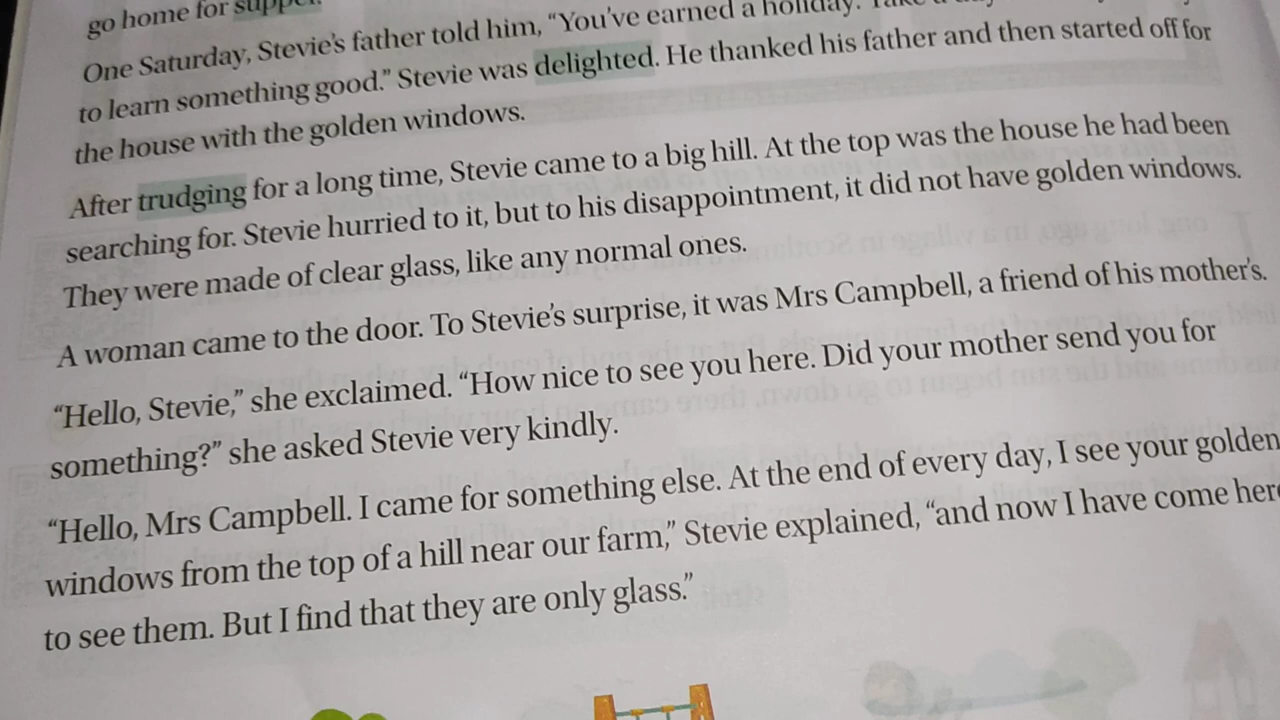 go home for supper.
One Saturday, Stevie's father told him, “You've earned a holiday. Take a
to learn something good.” Stevie was delighted. He thanked his father and then started off for
the house with the golden windows.
After trudging for a long time, Stevie came to a big hill. At the top was the house he had been
searching for. Stevie hurried to it, but to his disappointment, it did not have golden windows.
They were made of clear glass, like any normal ones.
A woman came to the door. To Stevie's surprise, it was Mrs Campbell, a friend of his mother's.
“Hello, Stevie,” she exclaimed. “How nice to see you here. Did your mother send you for
something?” she asked Stevie very kindly.
“Hello, Mrs Campbell. I came for something else. At the end of every day, I see your golden
windows from the top of a hill near our farm,” Stevie explained, “and now I have come here
to see them. But I find that they are only glass.”